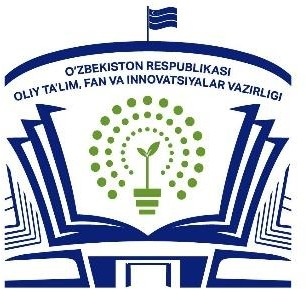 O'ZBEKISTON RESPUBLIKASI
OLIY TA'LIM, FAN VA INNOVATSIYALAR VAZIRLIGI